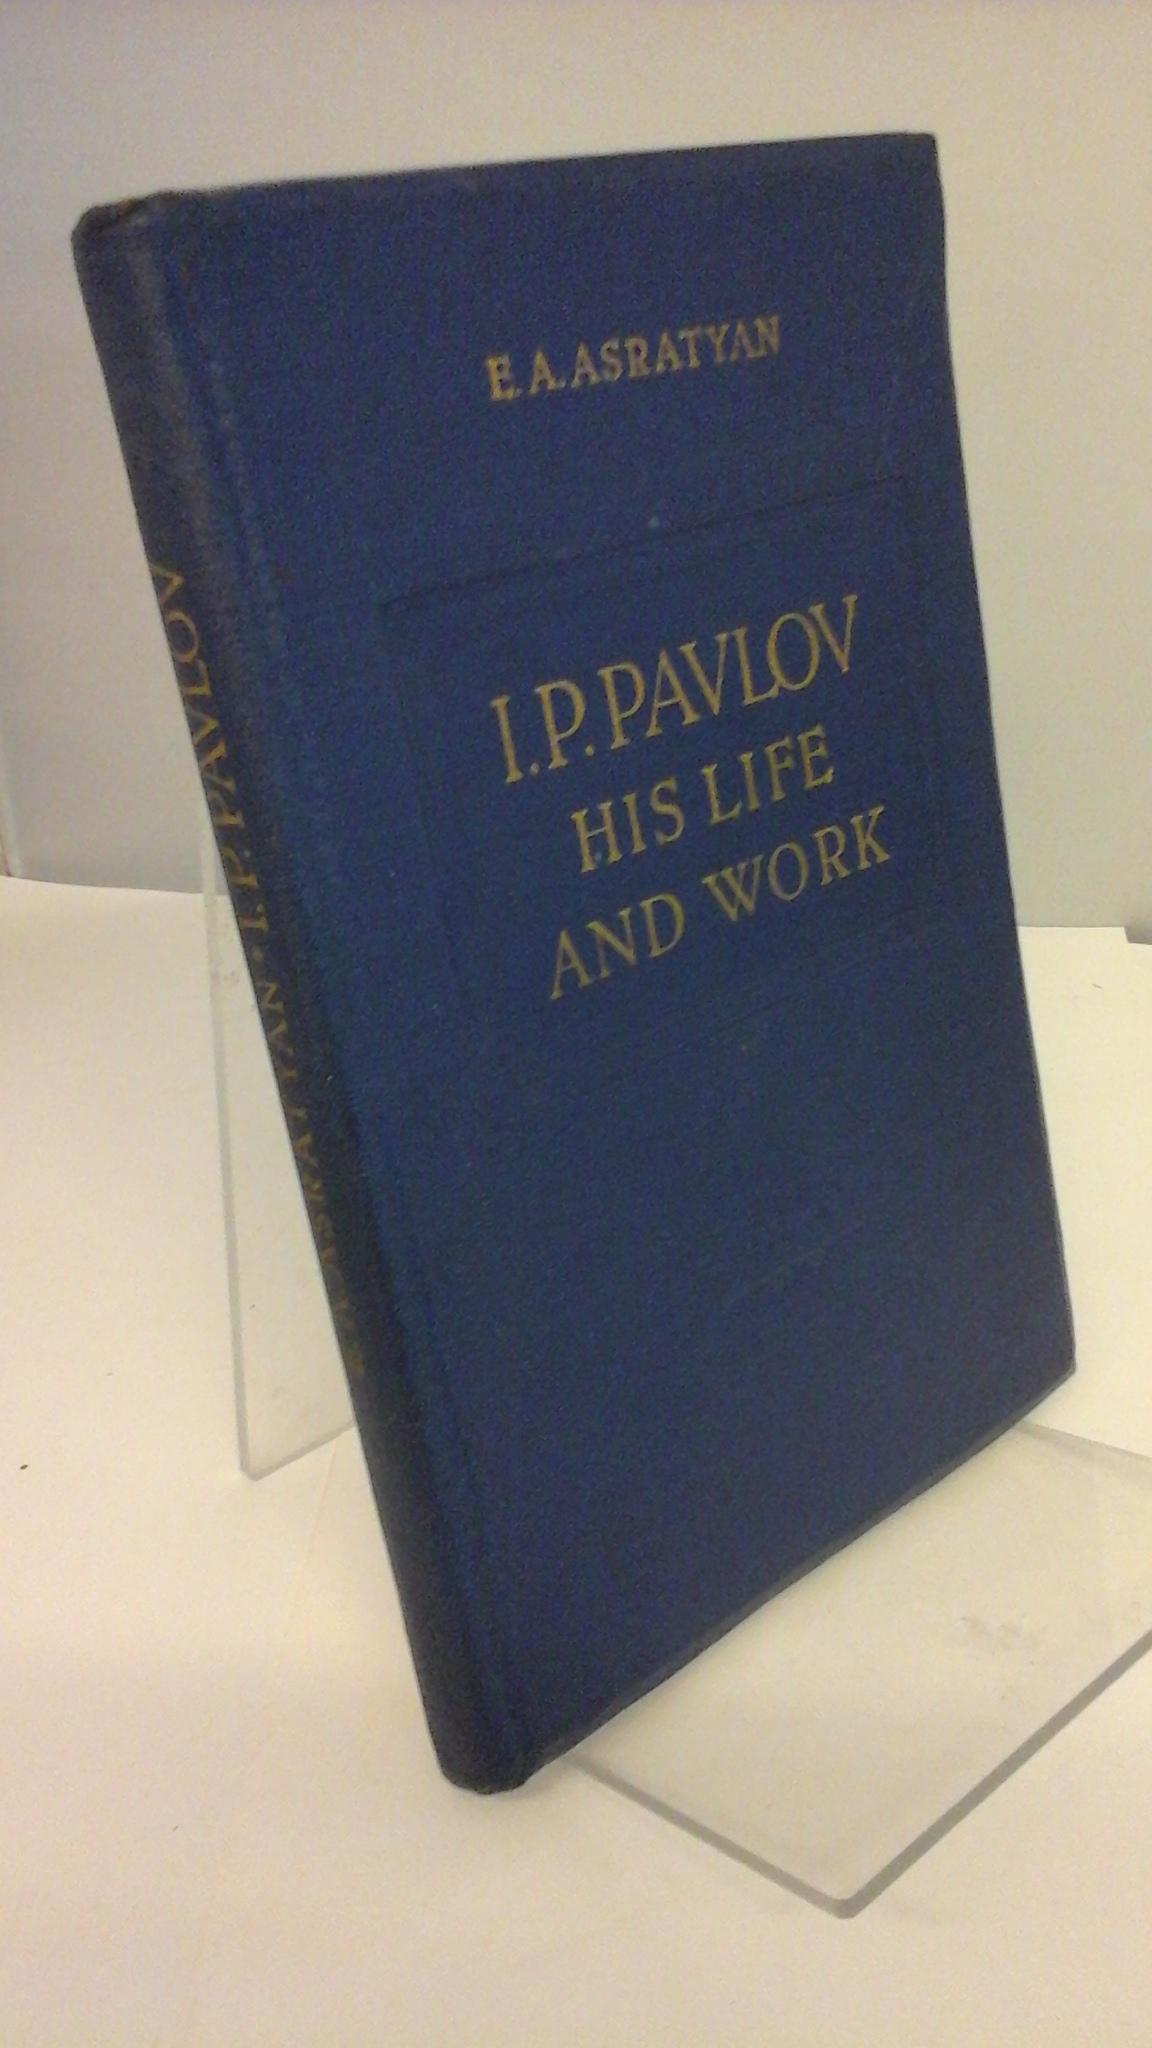 E. A. ASRATYAN
I. P. PAVLOV
HIS LIFE
AND WORK
E. A. ASRATYAN · I. P. PAVLOV